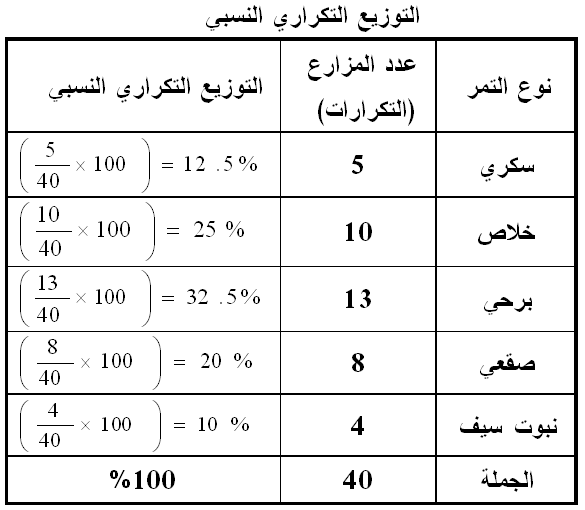 التوزيع التكراري النسبي
نوع التمر عدد المزارع (التكرارات) التوزيع التكراري النسبي
سكري 5 (5/40 × 100) = 12 .5%
خلاص 10 (10/40 × 100) = 25 %
برحي 13 (13/40 × 100) = 32 .5%
صقعي 8 (8/40 × 100) = 20 %
نبوت سيف 4 (4/40 × 100) = 10 %
الجملة 40 %100